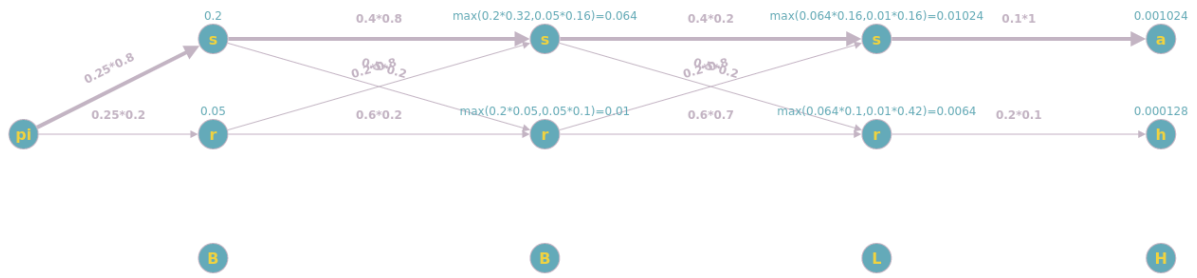 0.2
0.4*0.8
max(0.2*0.32,0.05*0.16)=0.064
0.4*0.2
max(0.064*0.16,0.01*0.16)=0.01024
0.1*1
0.001024
s
s
s
a
0.25*0.8
0.05
0.25*0.2
0.6*0.2
max(0.2*0.05,0.05*0.1)=0.01
0.6*0.7
max(0.064*0.1,0.01*0.42)=0.0064
0.2*0.1
0.000128
pi
r
r
r
h
B
B
L
H